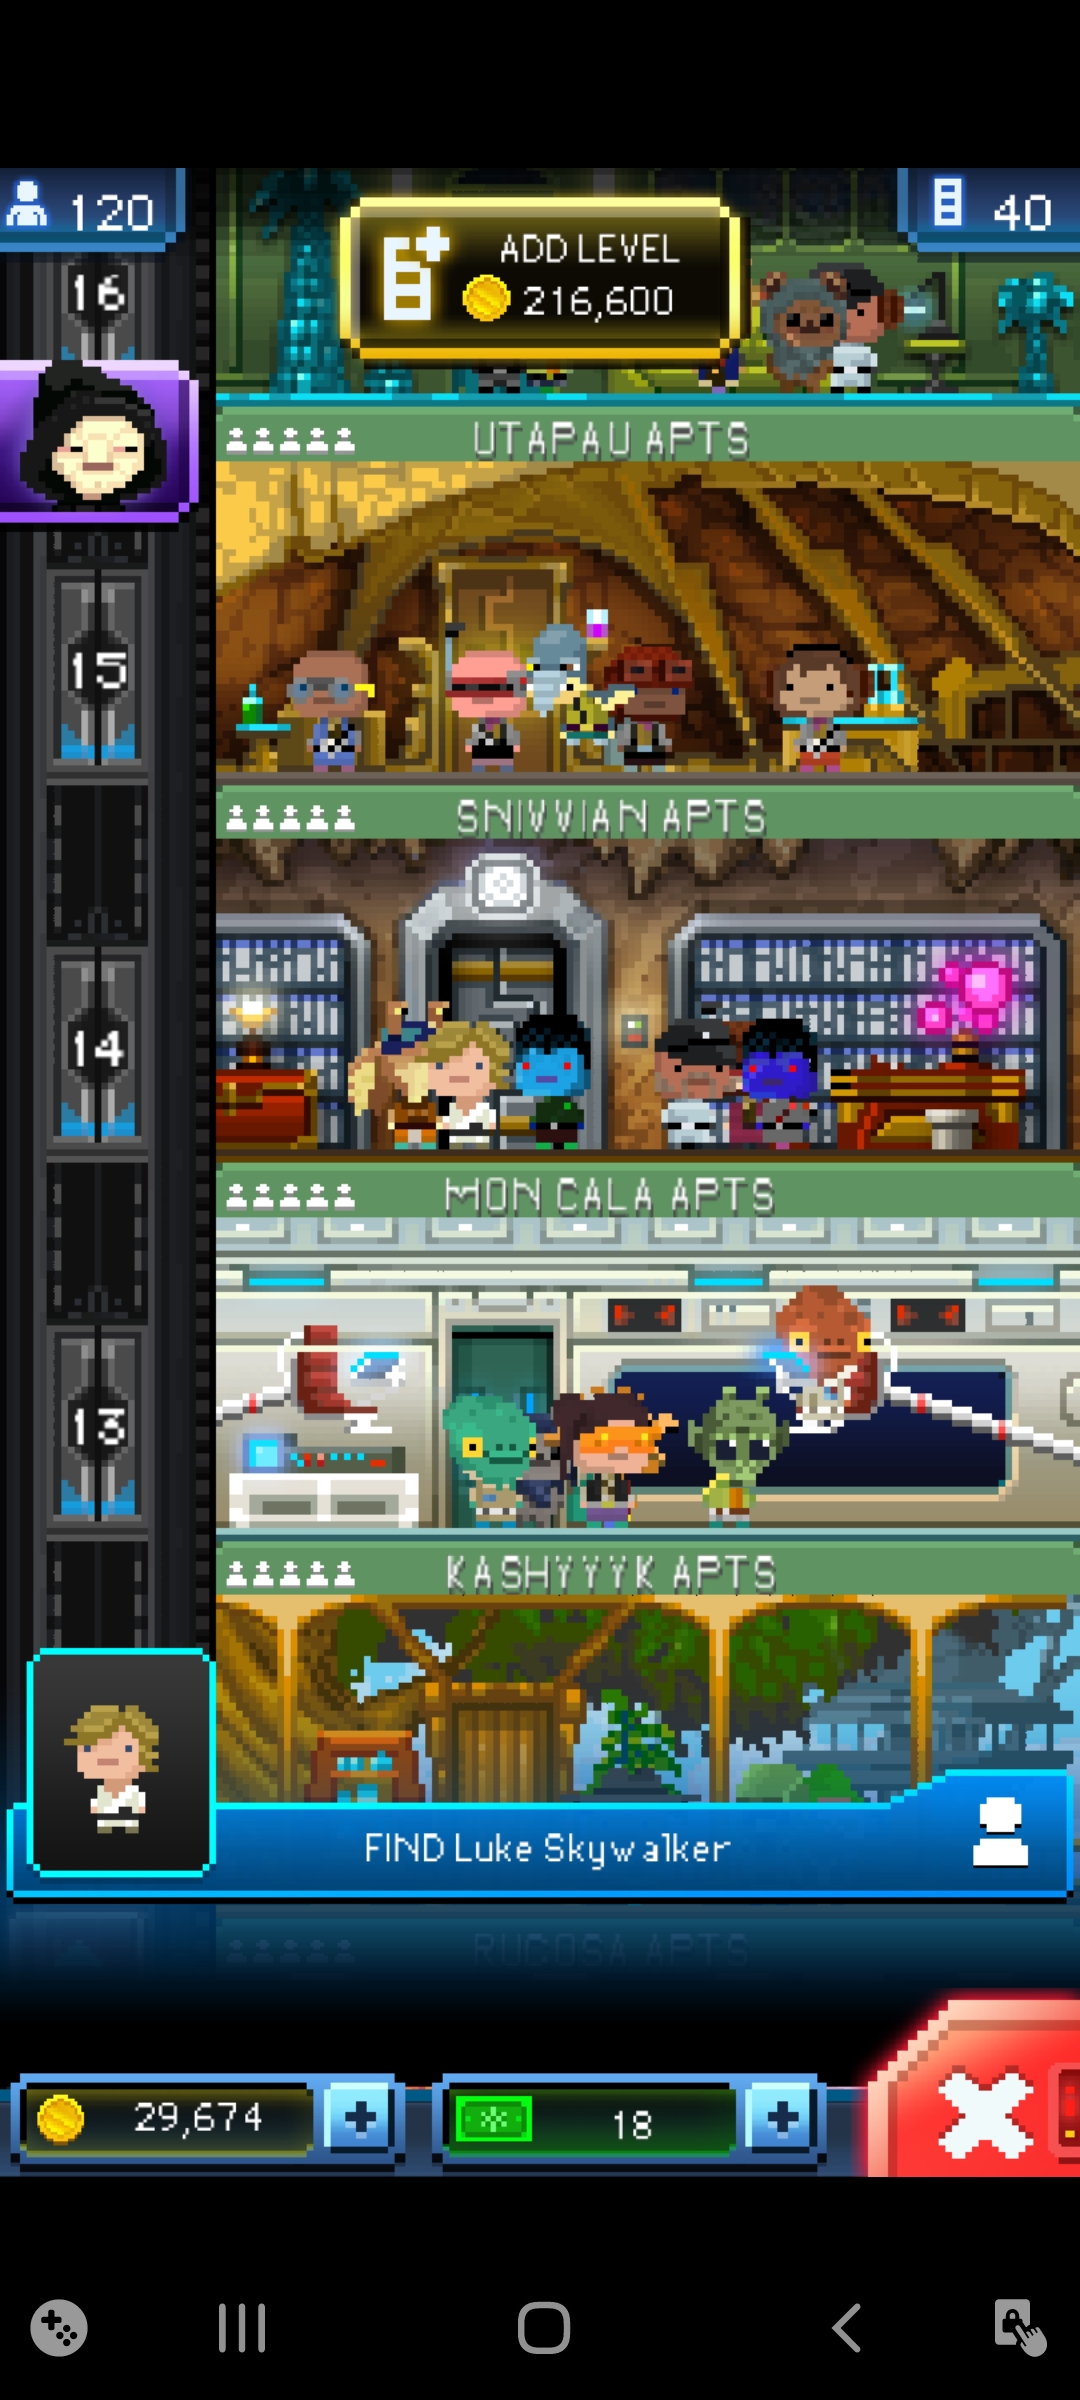 120
ADD LEVEL
216,600
40
16
UTAPAU APTS
15
SNIVVIAN APTS
14
MON CALA APTS
13
KASHYYYK APTS
FIND Luke Skywalker
RUCOSA APTS
29,674
18